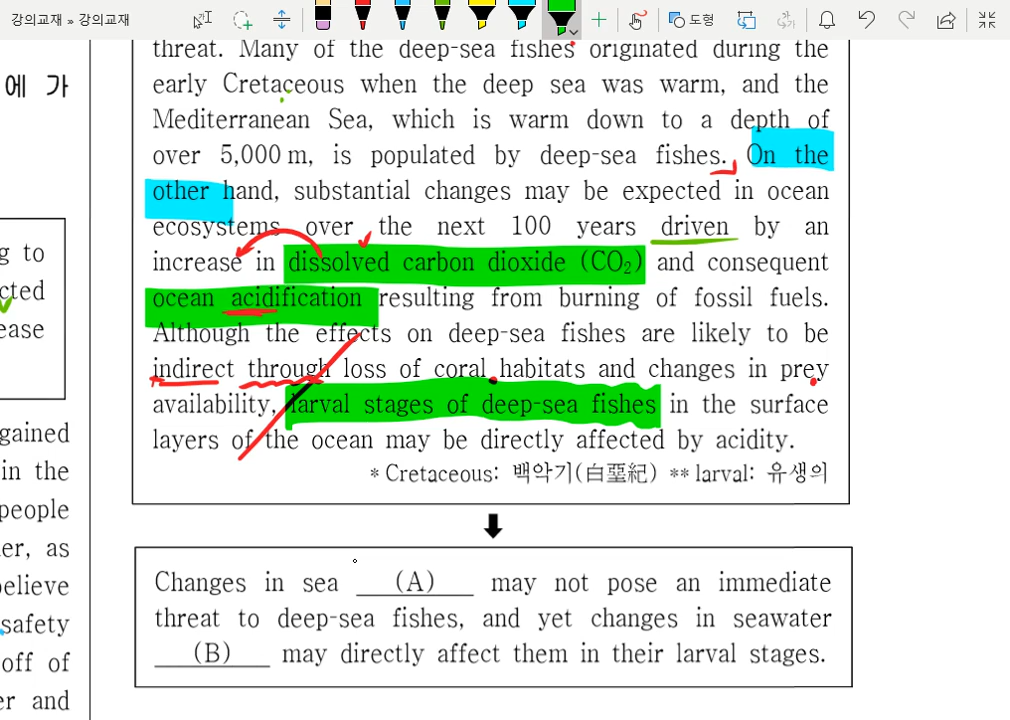 강의교재 » 강의교재
도형
에 가
g to
cted
ease
gained
in the
people
er, as
believe
safety
off of
er and
threat. Many of the deep-sea fishes originated during the
early Cretaceous when the deep sea was warm, and the
Mediterranean Sea, which is warm down to a depth of
over 5,000 m, is populated by deep-sea fishes. On the
other hand, substantial changes may be expected in ocean
ecosystems over the next 100 years driven by an
increase in dissolved carbon dioxide (CO₂) and consequent
ocean acidification resulting from burning of fossil fuels.
Although the effects on deep-sea fishes are likely to be
indirect through loss of coral habitats and changes in prey
availability, larval stages of deep-sea fishes in the surface
layers of the ocean may be directly affected by acidity.
* Cretaceous: 백악기(白堊紀) ** larval: 유생의
Changes in sea (A) may not pose an immediate
threat to deep-sea fishes, and yet changes in seawater
(B) may directly affect them in their larval stages.